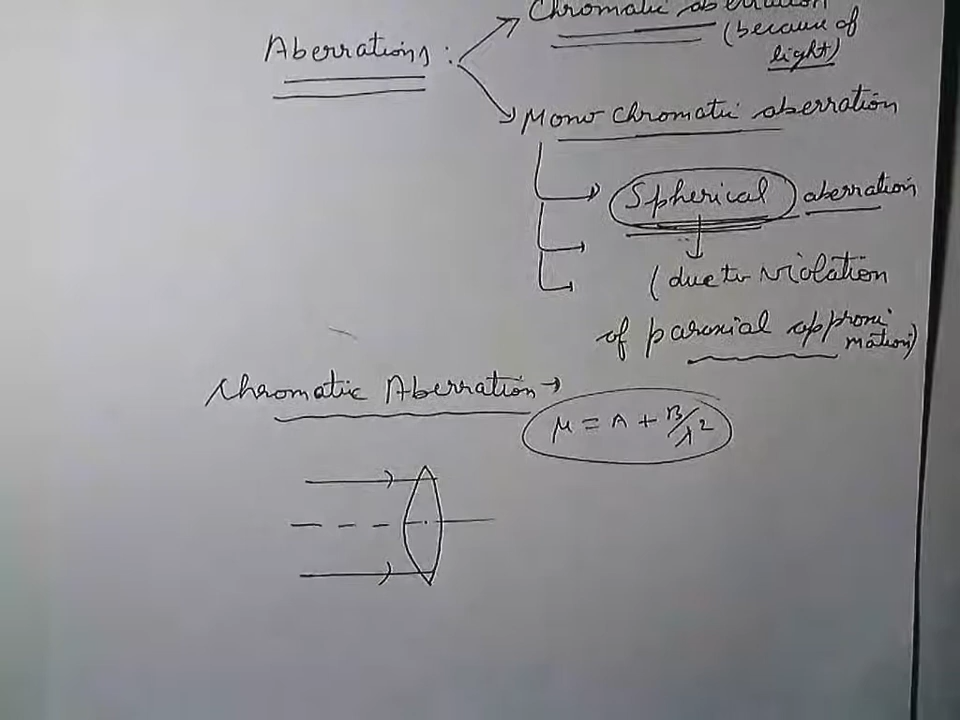 Chromatic aberration
Aberrations :
(because of
light)
Mono chromatic aberration
Spherical aberration
(due to violation
of paraxial approxi
mation)
Chromatic Aberration →
μ = A + B/λ²